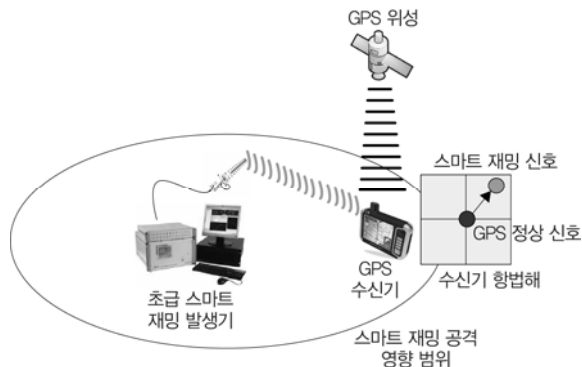 GPS 위성
스마트 재밍 신호
GPS 정상 신호
수신기 항법해
GPS
수신기
초급 스마트
재밍 발생기
스마트 재밍 공격
영향 범위